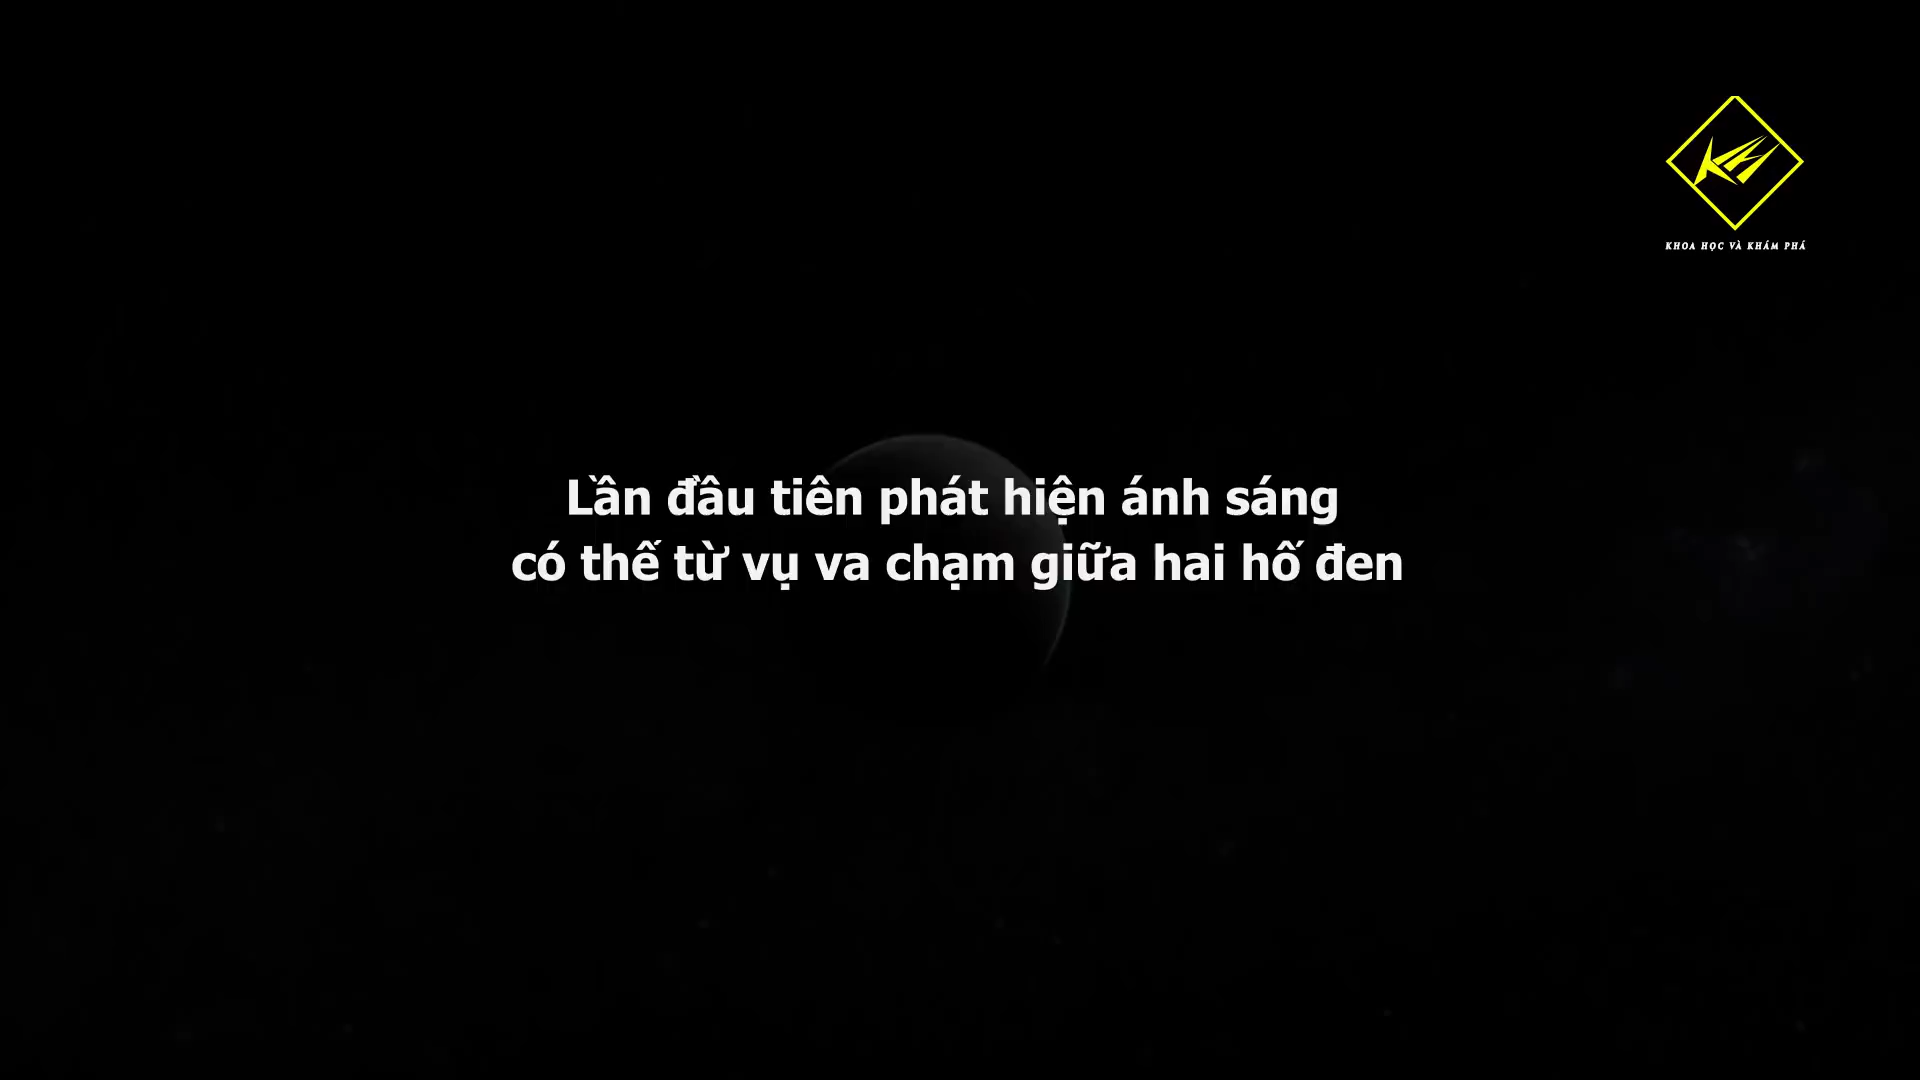 KHOA HỌC VÀ KHÁM PHÁ
Lần đầu tiên phát hiện ánh sáng
có thế từ vụ va chạm giữa hai hố đen